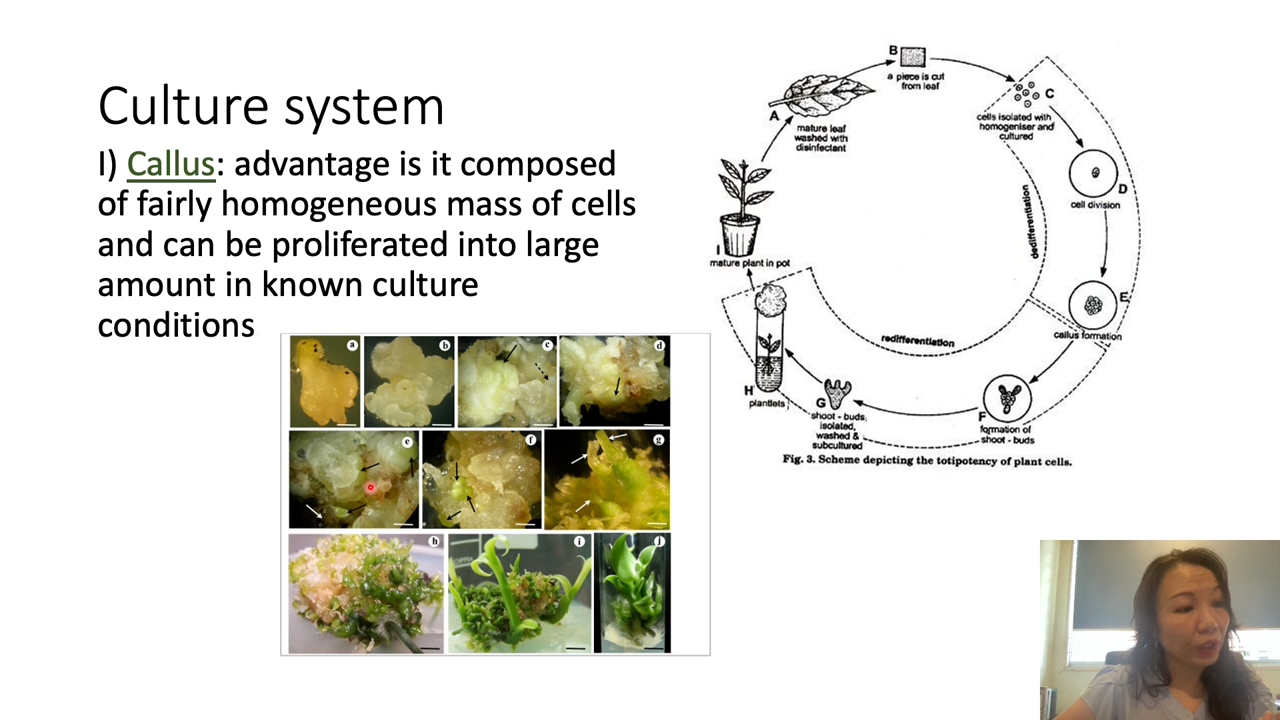 Culture system
I) Callus: advantage is it composed
of fairly homogeneous mass of cells
and can be proliferated into large
amount in known culture
conditions
a
b
c
d
e
f
g
h
i
j
A
mature leaf
washed with
disinfectant
B
a piece is cut
from leaf
C
cells isolated with
homogeniser and
cultured
D
cell division
E
callus formation
dedifferentiation
F
formation of
shoot - buds
G
shoot - buds
isolated,
washed &
subcultured
redifferentiation
H
plantlets
I
mature plant in pot
Fig. 3. Scheme depicting the totipotency of plant cells.